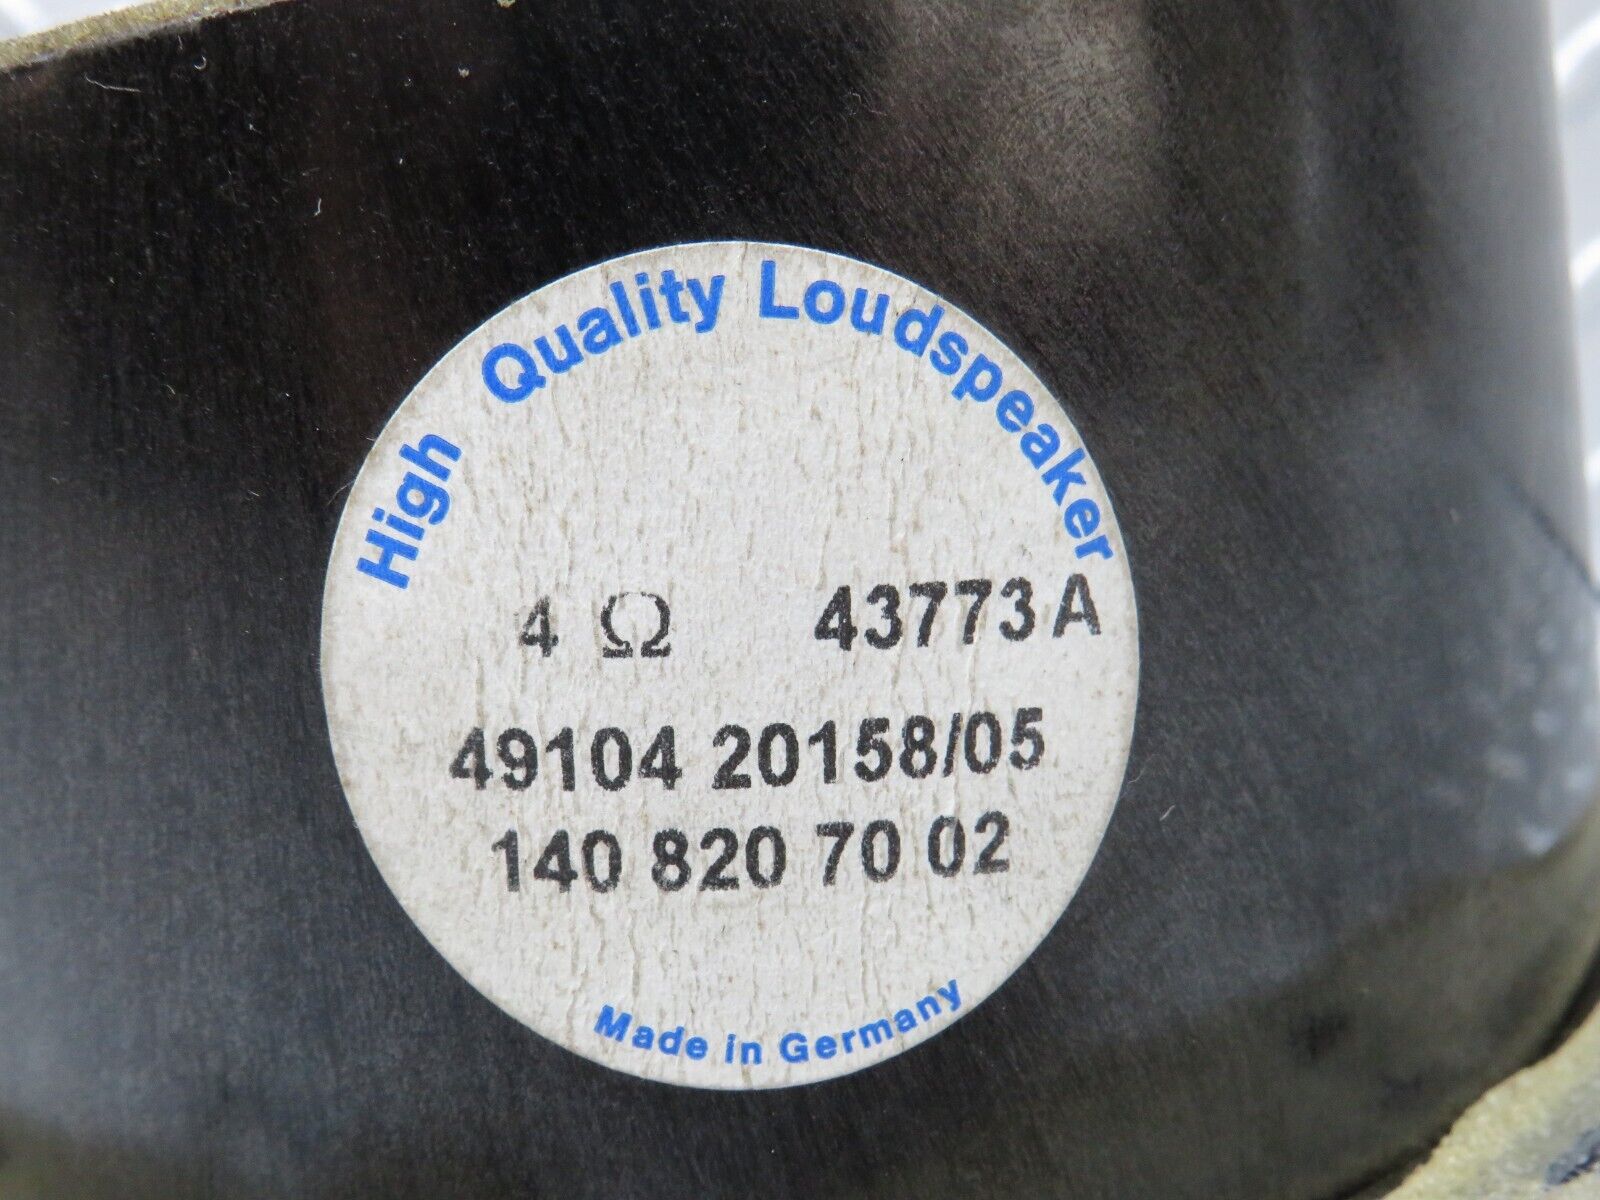 High Quality Loudspeaker
4 Ω 43773 A
49104 20158/05
140 820 70 02
Made in Germany